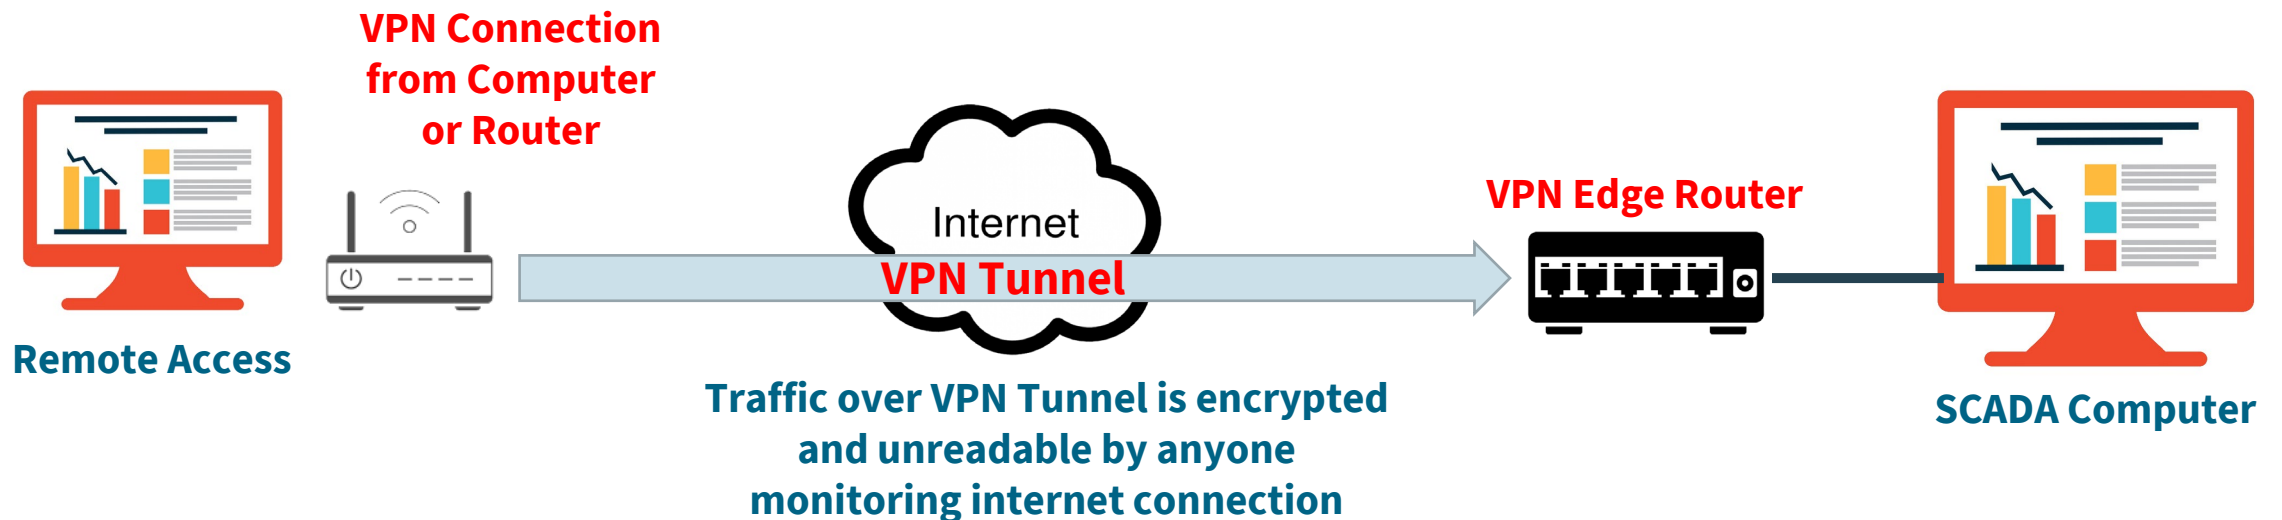 VPN Connection
from Computer
or Router
Remote Access
Internet
VPN Tunnel
Traffic over VPN Tunnel is encrypted
and unreadable by anyone
monitoring internet connection
VPN Edge Router
SCADA Computer